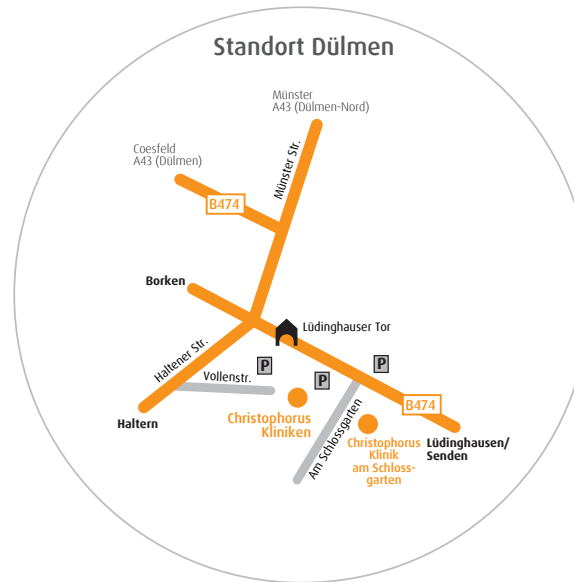 Standort Dülmen
Münster
A43 (Dülmen-Nord)
Coesfeld
A43 (Dülmen)
Münster Str.
B474
Borken
Lüdinghauser Tor
Haltener Str.
P
P
P
Vollenstr.
Haltern
Christophorus
Kliniken
Am Schlossgarten
B474
Christophorus
Klinik
am Schloss-
garten
Lüdinghausen/
Senden